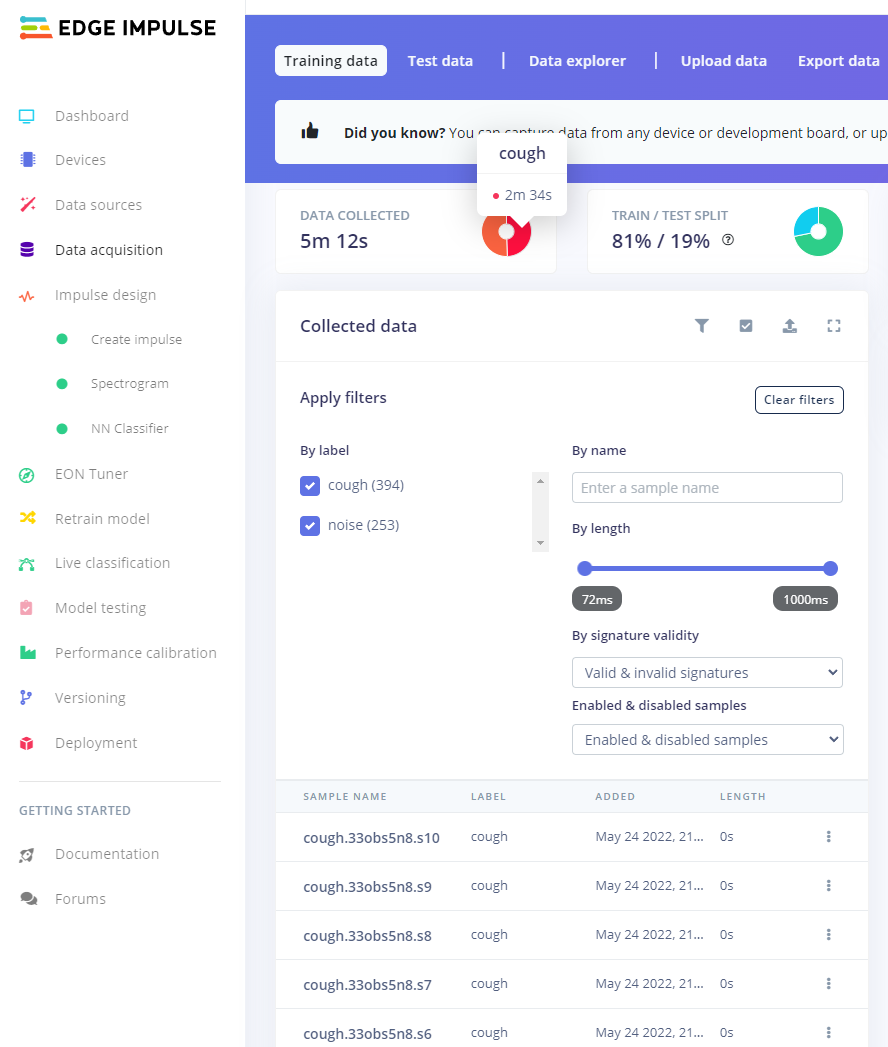 EDGE IMPULSE
Dashboard
Devices
Data sources
Data acquisition
Impulse design
Create impulse
Spectrogram
NN Classifier
EON Tuner
Retrain model
Live classification
Model testing
Performance calibration
Versioning
Deployment
GETTING STARTED
Documentation
Forums
Training data Test data | Data explorer | Upload data Export data
Did you know? You can capture data from any device or development board, or up
cough
2m 34s
DATA COLLECTED
5m 12s
TRAIN / TEST SPLIT
81% / 19% ?
Collected data
Apply filters
Clear filters
By label
cough (394)
noise (253)
By name
Enter a sample name
By length
72ms 1000ms
By signature validity
Valid & invalid signatures
Enabled & disabled samples
Enabled & disabled samples
SAMPLE NAME LABEL ADDED LENGTH
cough.33obs5n8.s10 cough May 24 2022, 21... 0s
cough.33obs5n8.s9 cough May 24 2022, 21... 0s
cough.33obs5n8.s8 cough May 24 2022, 21... 0s
cough.33obs5n8.s7 cough May 24 2022, 21... 0s
cough.33obs5n8.s6 cough May 24 2022, 21... 0s